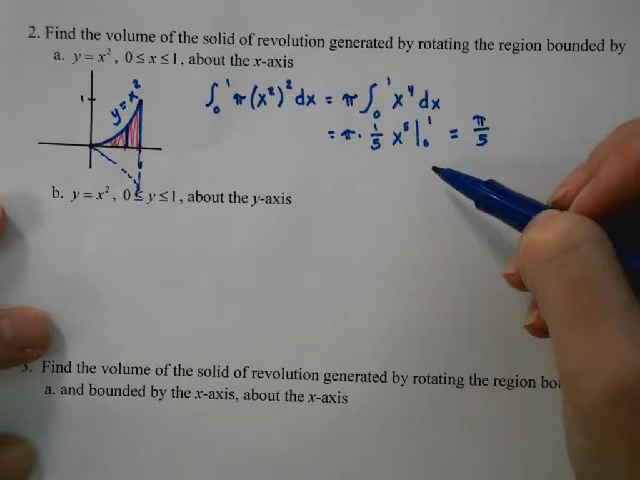 2. Find the volume of the solid of revolution generated by rotating the region bounded by
a. y = x², 0 ≤ x ≤ 1, about the x-axis
1
y = x²
∫₀¹ π(x²)² dx = π ∫₀¹ x⁴ dx
= π · 1/5 x⁵ |₀¹ = π/5
b. y = x², 0 ≤ y ≤ 1, about the y-axis
3. Find the volume of the solid of revolution generated by rotating the region
a. and bounded by the x-axis, about the x-axis